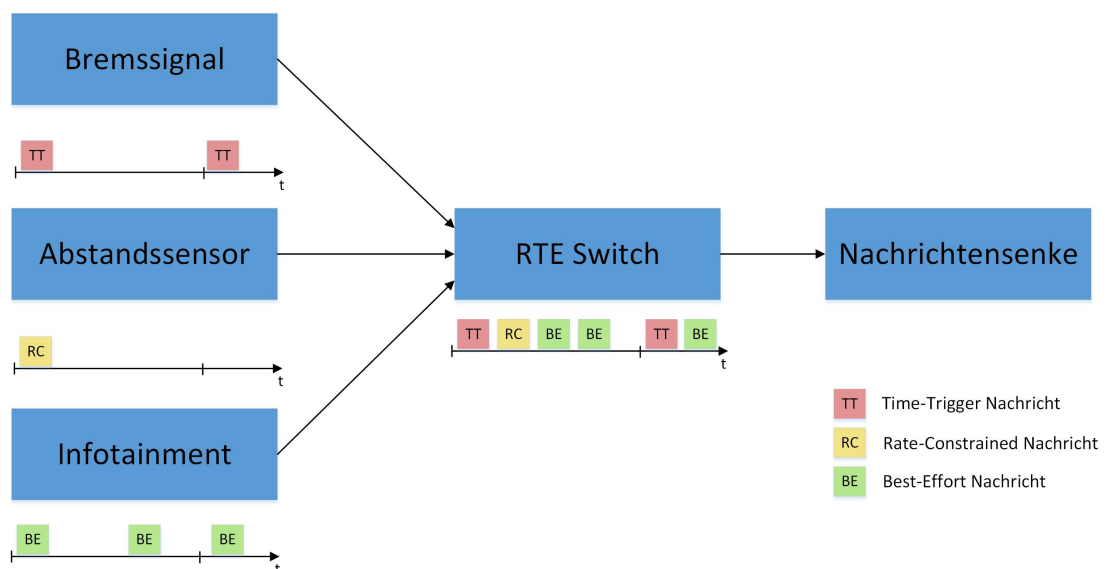 Bremssignal
TT TT
t
Abstandssensor
RTE Switch
Nachrichtensenke
RC
t
TT RC BE BE TT BE
t
Infotainment
BE BE BE
t
TT Time-Trigger Nachricht
RC Rate-Constrained Nachricht
BE Best-Effort Nachricht